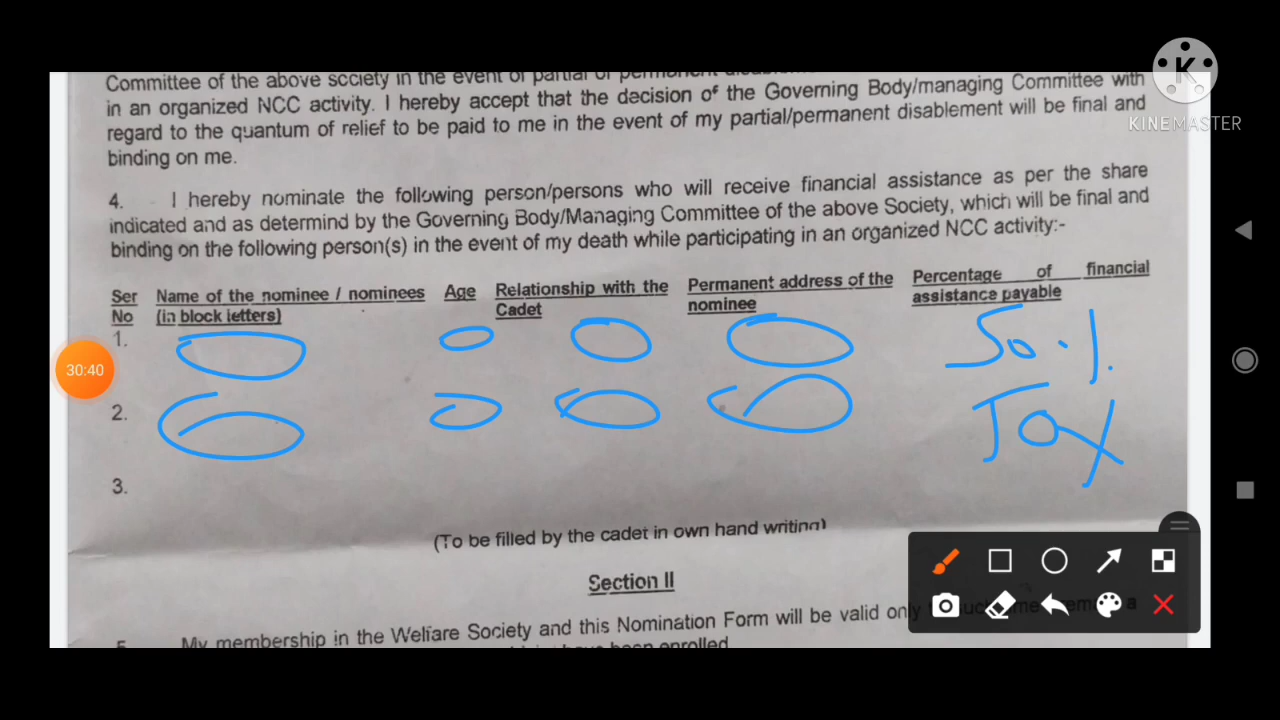 Committee of the above society in the event of partial or permanent
in an organized NCC activity. I hereby accept that the decision of the Governing Body/managing Committee with
regard to the quantum of relief to be paid to me in the event of my partial/permanent disablement will be final and
binding on me.
KINEMASTER
4. I hereby nominate the following person/persons who will receive financial assistance as per the share
indicated and as determind by the Governing Body/Managing Committee of the above Society, which will be final and
binding on the following person(s) in the event of my death while participating in an organized NCC activity:-
Ser No Name of the nominee / nominees (in block letters) Age Relationship with the Cadet Permanent address of the nominee Percentage of financial assistance payable
1. 50%
2.
3.
30:40
(To be filled by the cadet in own hand writing)
Section II
5. My membership in the Welfare Society and this Nomination Form will be valid only
have been enrolled